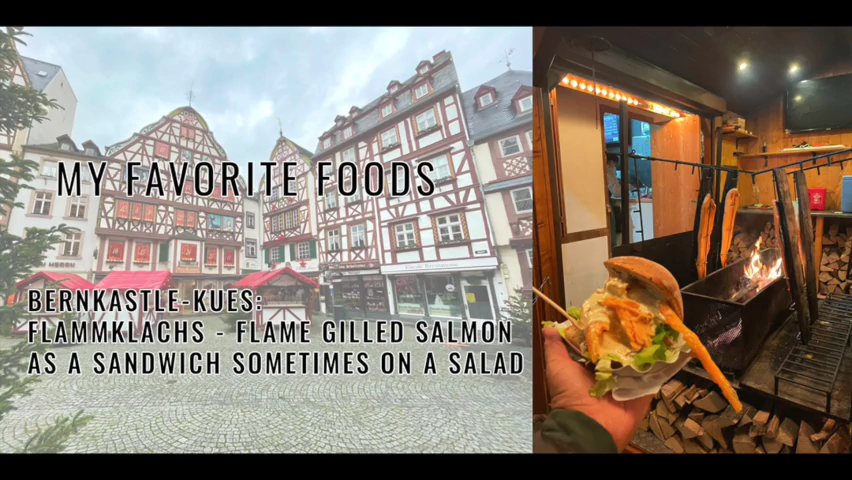 MY FAVORITE FOODS
BERNKASTLE-KUES:
FLAMMKLACHS - FLAME GILLED SALMON
AS A SANDWICH SOMETIMES ON A SALAD